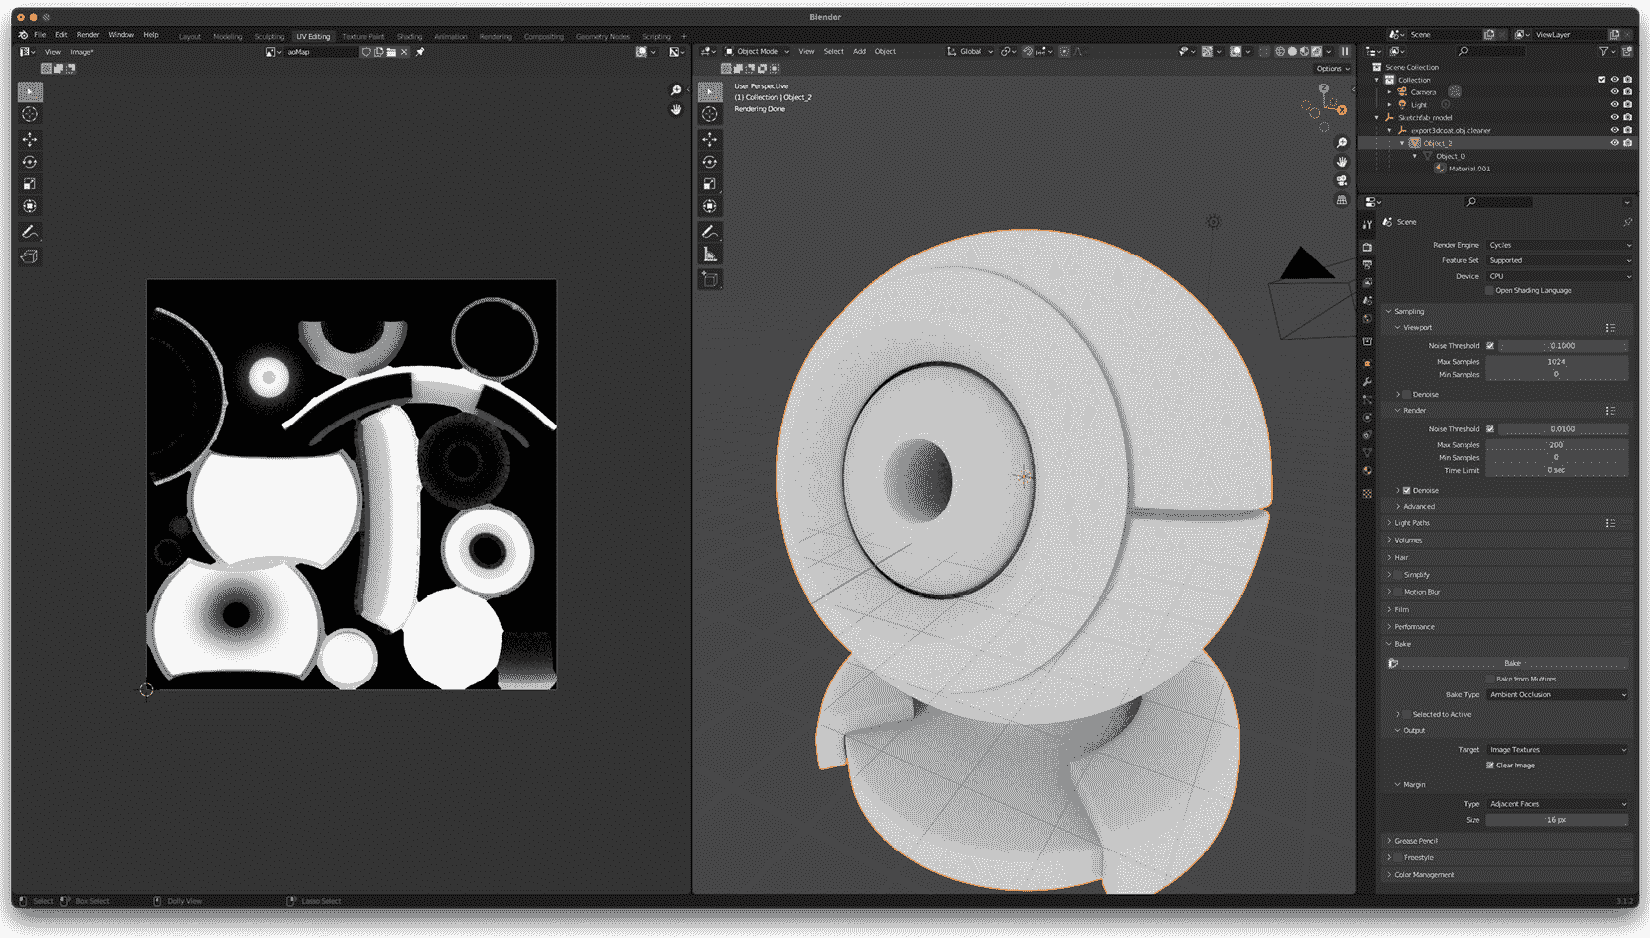 Blender
File Edit Render Window Help Layout Modeling Sculpting UV Editing Texture Paint Shading Animation Rendering Compositing Geometry Nodes Scripting +
Scene ViewLayer
View Image* aoMap
Object Mode View Select Add Object Global
Options
User Perspective
(1) Collection | Object_2
Rendering Done
Z
X
Scene Collection
Collection
Camera
Light
Sketchfab_model
export3dcoat.obj.cleaner
Object_2
Object_0
Material.001
Scene
Render Engine Cycles
Feature Set Supported
Device CPU
Open Shading Language
Sampling
Viewport
Noise Threshold 0.1000
Max Samples 1024
Min Samples 0
Denoise
Render
Noise Threshold 0.0100
Max Samples 200
Min Samples 0
Time Limit 0 sec
Denoise
Advanced
Light Paths
Volumes
Hair
Simplify
Motion Blur
Film
Performance
Bake
Bake
Bake from Multires
Bake Type Ambient Occlusion
Selected to Active
Output
Target Image Textures
Clear Image
Margin
Type Adjacent Faces
Size 16 px
Grease Pencil
Freestyle
Color Management
Select Box Select Dolly View Lasso Select 3.1.2